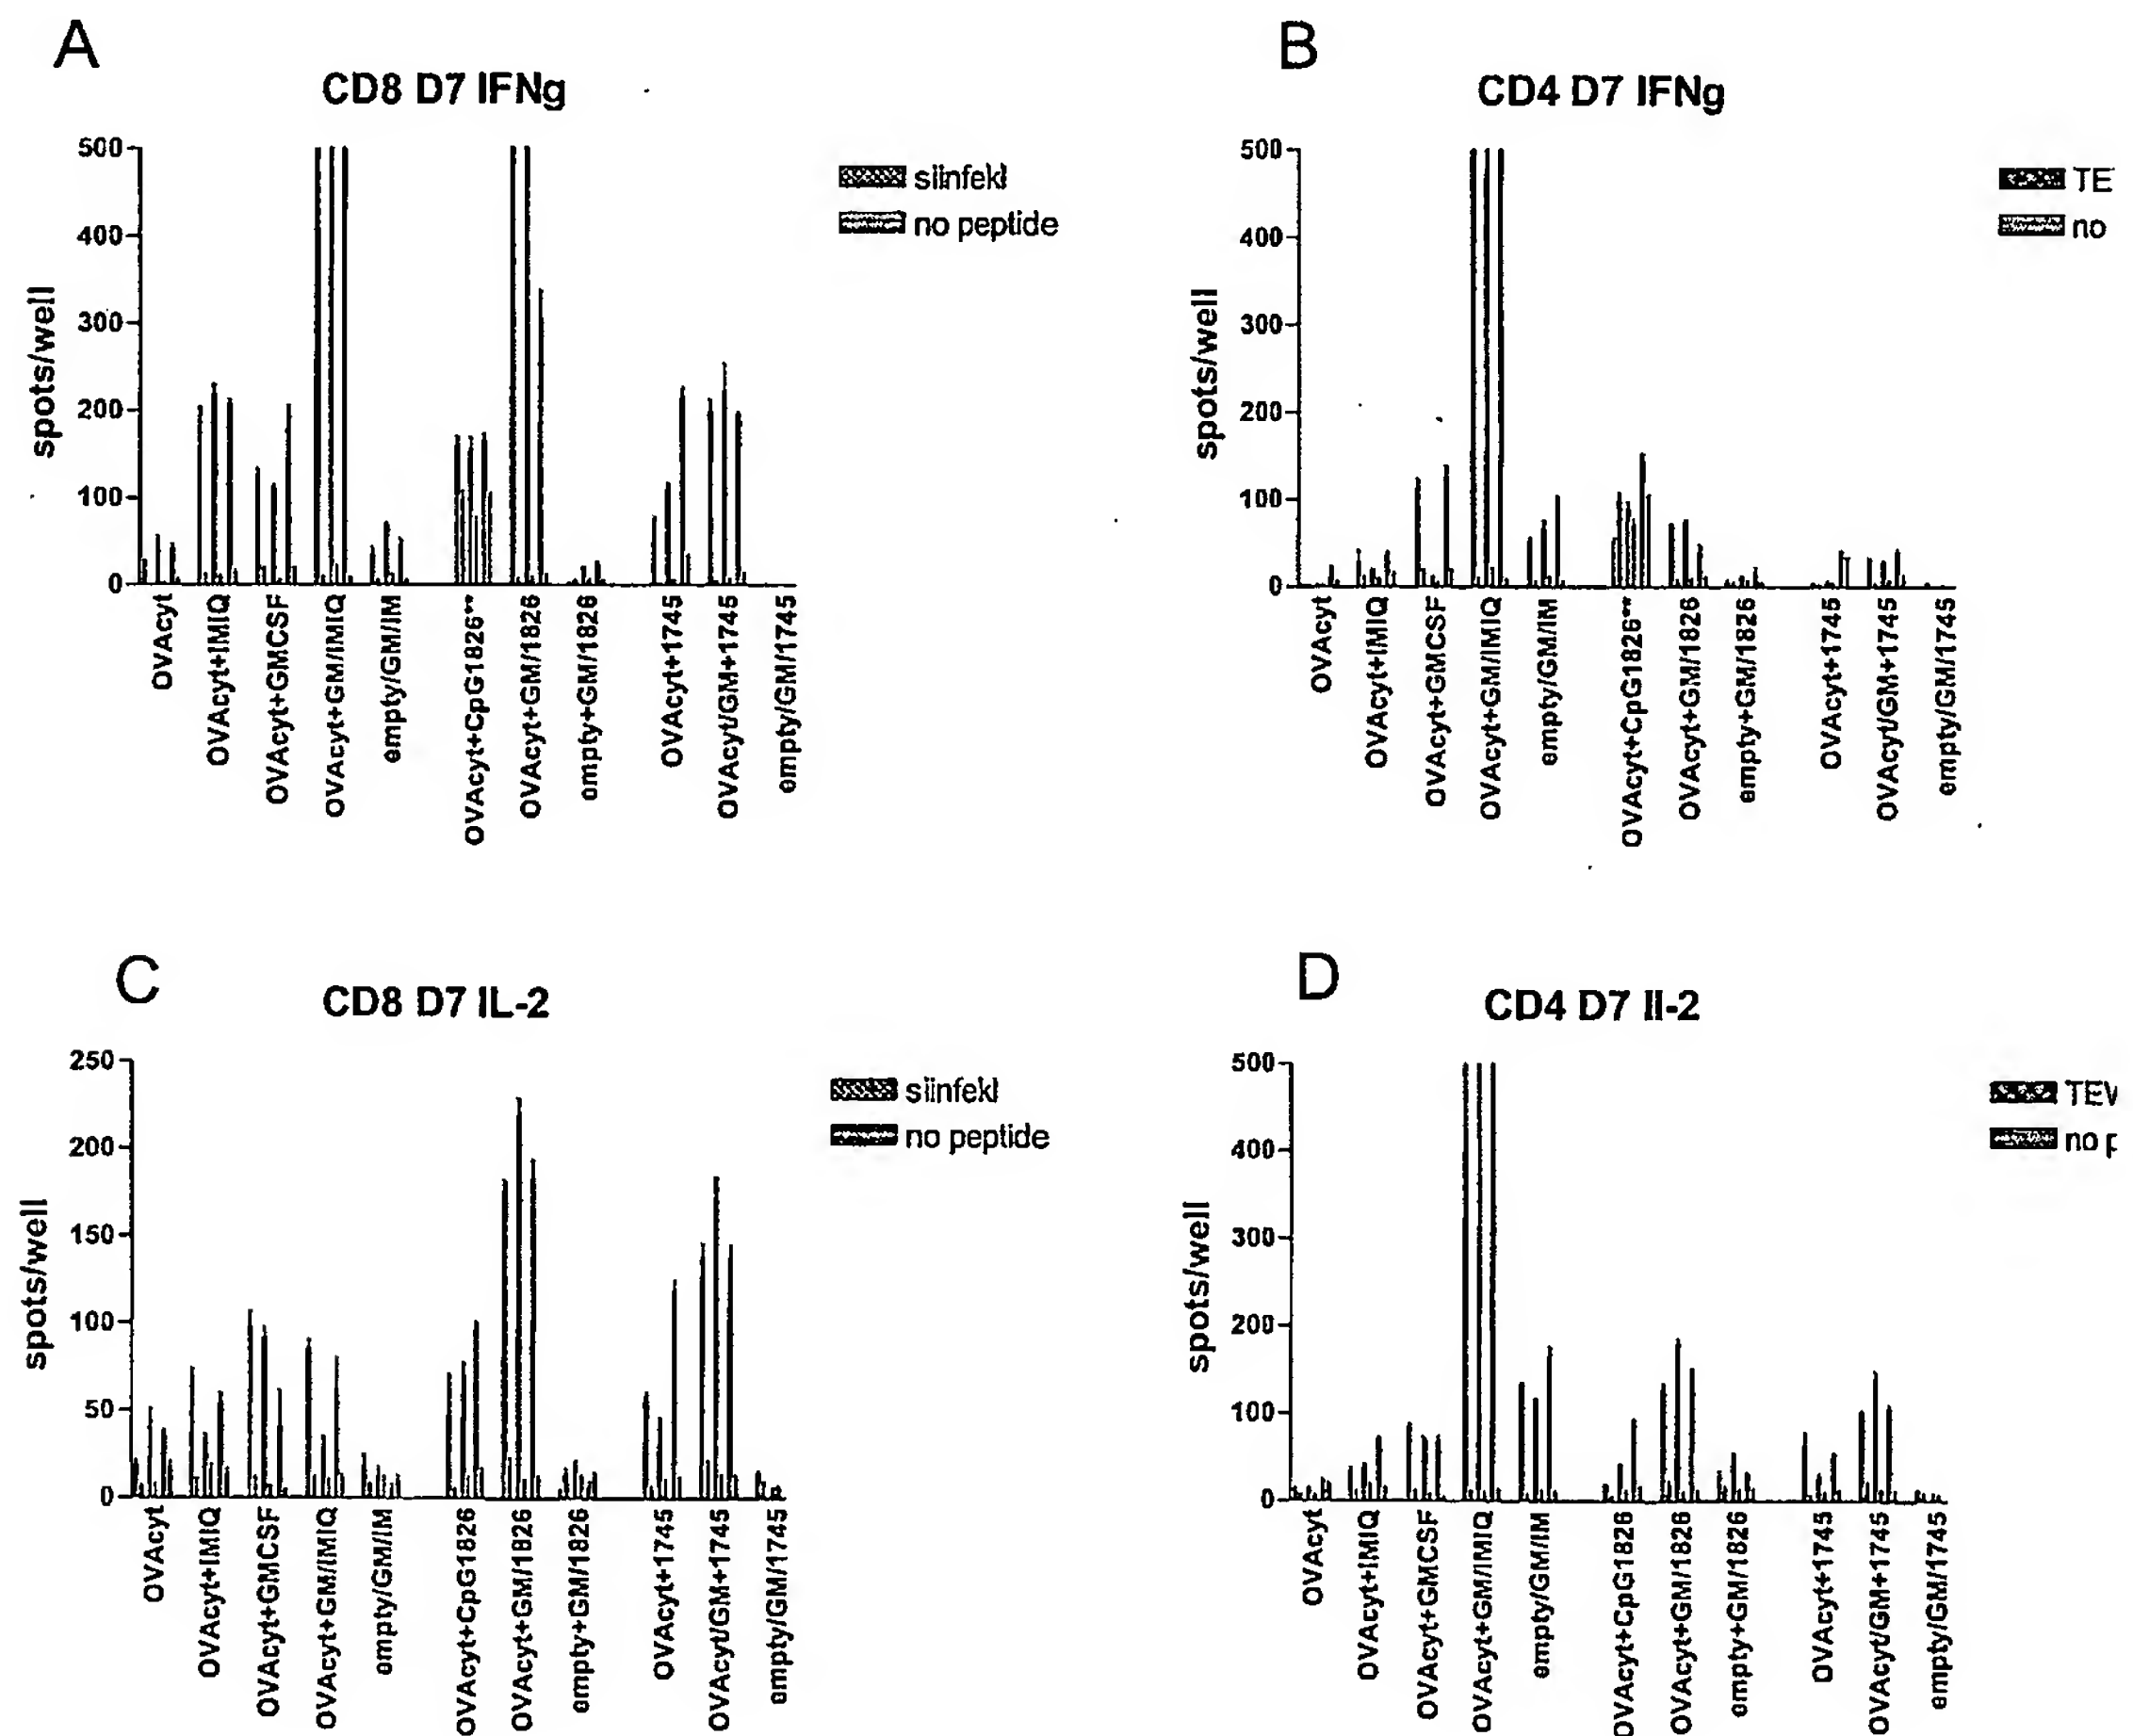 A
CD8 D7 IFNg
spots/well
500
400
300
200
100
0
siinfekl
no peptide
OVAcyt
OVAcyt+IMIQ
OVAcyt+GMCSF
OVAcyt+GM/IMIQ
empty/GM/IM
OVAcyt+CpG1826**
OVAcyt+GM/1826
empty+GM/1826
OVAcyt+1745
OVAcyt/GM+1745
empty/GM/1745
B
CD4 D7 IFNg
spots/well
500
400
300
200
100
0
TE
no
OVAcyt
OVAcyt+IMIQ
OVAcyt+GMCSF
OVAcyt+GM/IMIQ
empty/GM/IM
OVAcyt+CpG1826**
OVAcyt+GM/1826
empty+GM/1826
OVAcyt+1745
OVAcyt/GM+1745
empty/GM/1745
C
CD8 D7 IL-2
spots/well
250
200
150
100
50
0
siinfekl
no peptide
OVAcyt
OVAcyt+IMIQ
OVAcyt+GMCSF
OVAcyt+GM/IMIQ
empty/GM/IM
OVAcyt+CpG1826
OVAcyt+GM/1826
empty+GM/1826
OVAcyt+1745
OVAcyt/GM+1745
empty/GM/1745
D
CD4 D7 Il-2
spots/well
500
400
300
200
100
0
TEV
no p
OVAcyt
OVAcyt+IMIQ
OVAcyt+GMCSF
OVAcyt+GM/IMIQ
empty/GM/IM
OVAcyt+CpG1826
OVAcyt+GM/1826
empty+GM/1826
OVAcyt+1745
OVAcyt/GM+1745
empty/GM/1745